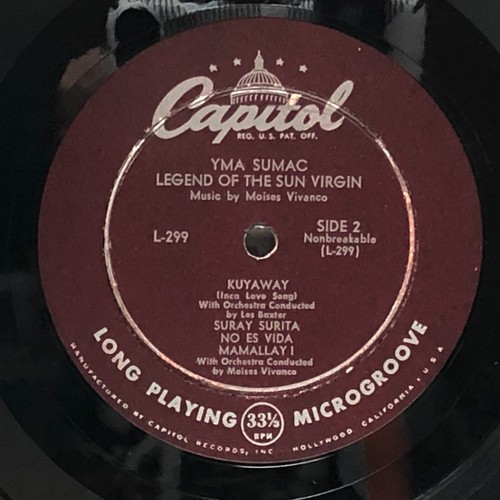 Capitol
REG. U.S. PAT. OFF.
YMA SUMAC
LEGEND OF THE SUN VIRGIN
Music by Moises Vivanco
L-299
SIDE 2
Nonbreakable
(L-299)
KUYAWAY
(Inca Love Song)
With Orchestra Conducted
by Les Baxter
SURAY SURITA
NO ES VIDA
MAMALLAY!
With Orchestra Conducted
by Moises Vivanco
LONG PLAYING 33⅓ RPM MICROGROOVE
MANUFACTURED BY CAPITOL RECORDS, INC. HOLLYWOOD, CALIFORNIA. U.S.A.